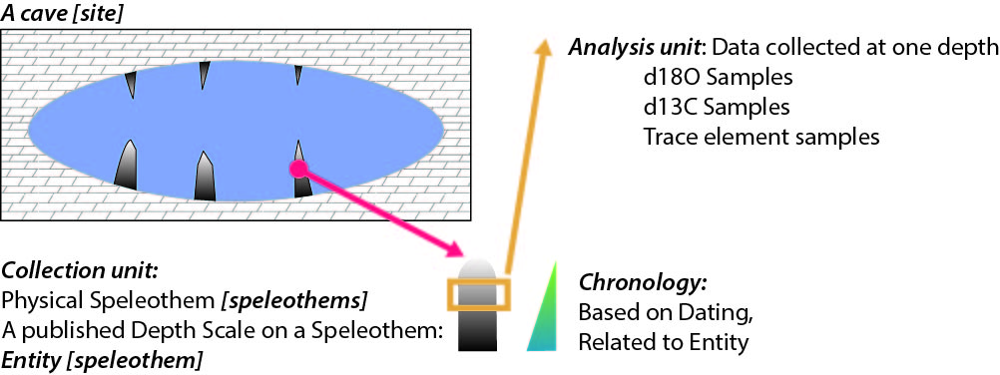 A cave [site]
Analysis unit: Data collected at one depth
d18O Samples
d13C Samples
Trace element samples
Collection unit:
Physical Speleothem [speleothems]
A published Depth Scale on a Speleothem:
Entity [speleothem]
Chronology:
Based on Dating,
Related to Entity